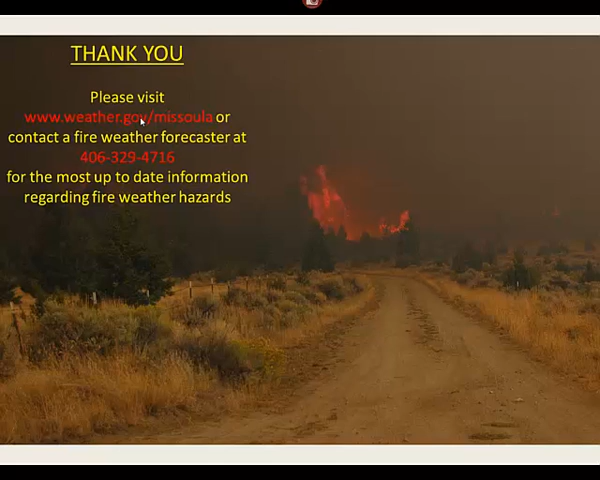 THANK YOU
Please visit
www.weather.gov/missoula or
contact a fire weather forecaster at
406-329-4716
for the most up to date information
regarding fire weather hazards